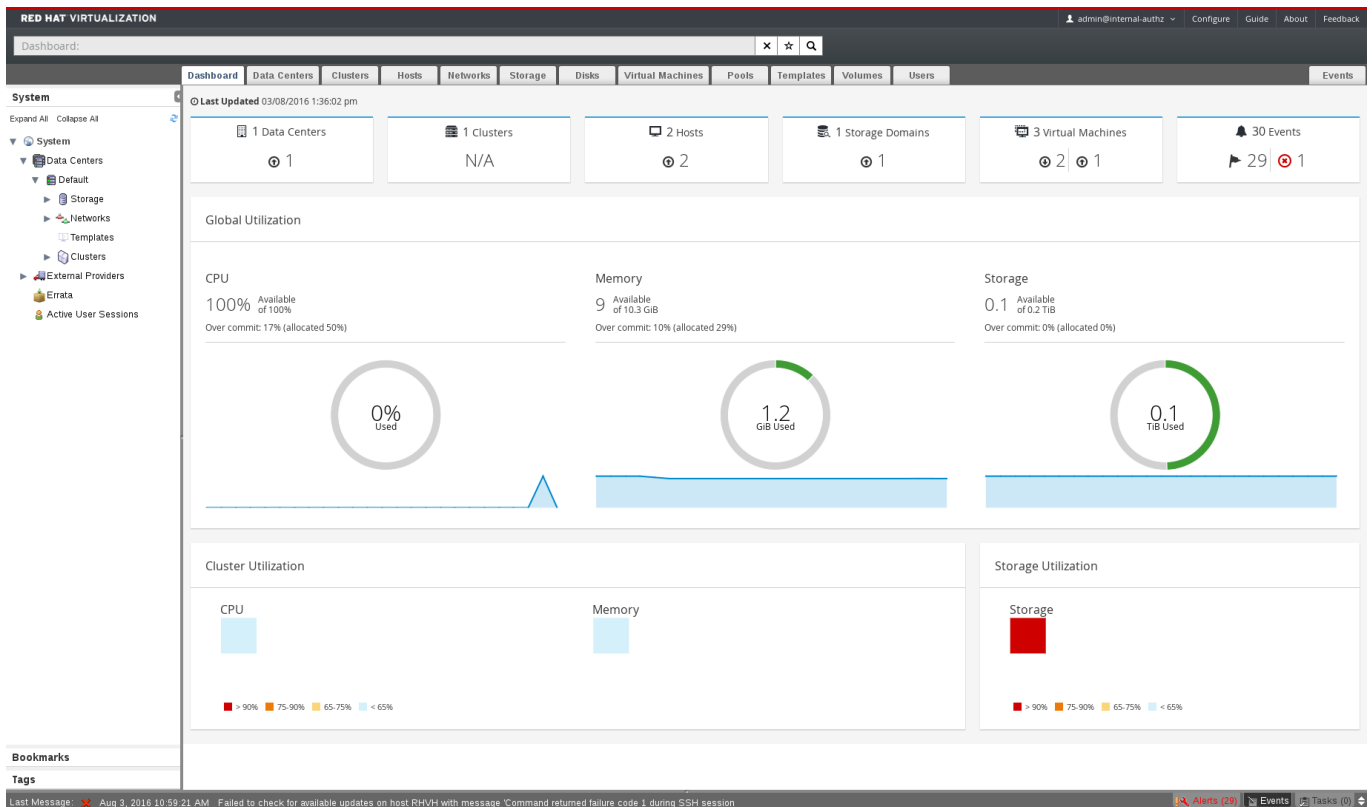 RED HAT VIRTUALIZATION
admin@internal-authz Configure Guide About Feedback
Dashboard:
Dashboard Data Centers Clusters Hosts Networks Storage Disks Virtual Machines Pools Templates Volumes Users Events
System
Expand All Collapse All
System
Data Centers
Default
Storage
Networks
Templates
Clusters
External Providers
Errata
Active User Sessions
Bookmarks
Tags
Last Updated 03/08/2016 1:36:02 pm
1 Data Centers
1
1 Clusters
N/A
2 Hosts
2
1 Storage Domains
1
3 Virtual Machines
2 1
30 Events
29 1
Global Utilization
CPU
100% Available
of 100%
Over commit: 17% (allocated 50%)
0%
Used
Memory
9 Available
of 10.3 GiB
Over commit: 10% (allocated 29%)
1.2
GiB Used
Storage
0.1 Available
of 0.2 TiB
Over commit: 0% (allocated 0%)
0.1
TiB Used
Cluster Utilization
CPU
Memory
> 90% 75-90% 65-75% < 65%
Storage Utilization
Storage
> 90% 75-90% 65-75% < 65%
Last Message: Aug 3, 2016 10:59:21 AM Failed to check for available updates on host RHVH with message 'Command returned failure code 1 during SSH session
Alerts (29) Events Tasks (0)